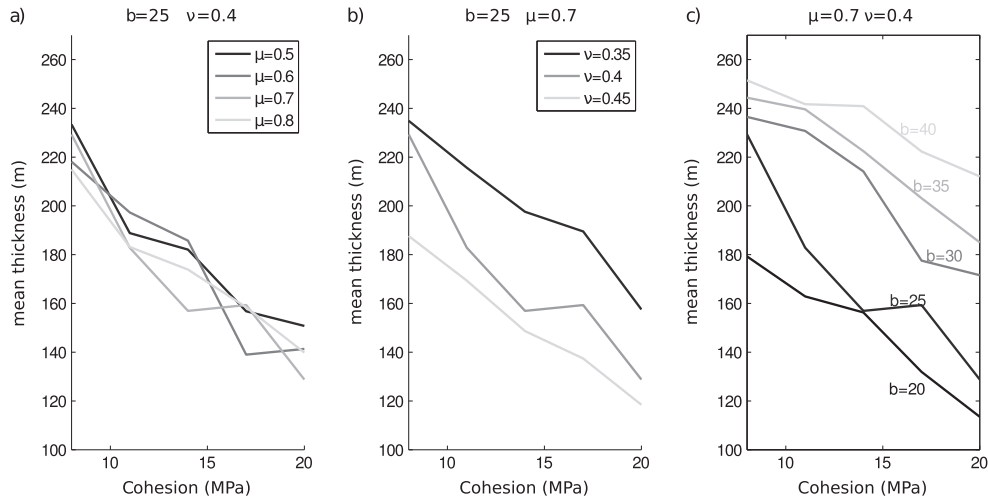 a)
b=25 ν=0.4
260
240
220
200
180
160
140
120
100
10
15
20
mean thickness (m)
Cohesion (MPa)
μ=0.5
μ=0.6
μ=0.7
μ=0.8
b)
b=25 μ=0.7
260
240
220
200
180
160
140
120
100
10
15
20
mean thickness (m)
Cohesion (MPa)
ν=0.35
ν=0.4
ν=0.45
c)
μ=0.7 ν=0.4
260
240
220
200
180
160
140
120
100
10
15
20
mean thickness (m)
Cohesion (MPa)
b=40
b=35
b=30
b=25
b=20